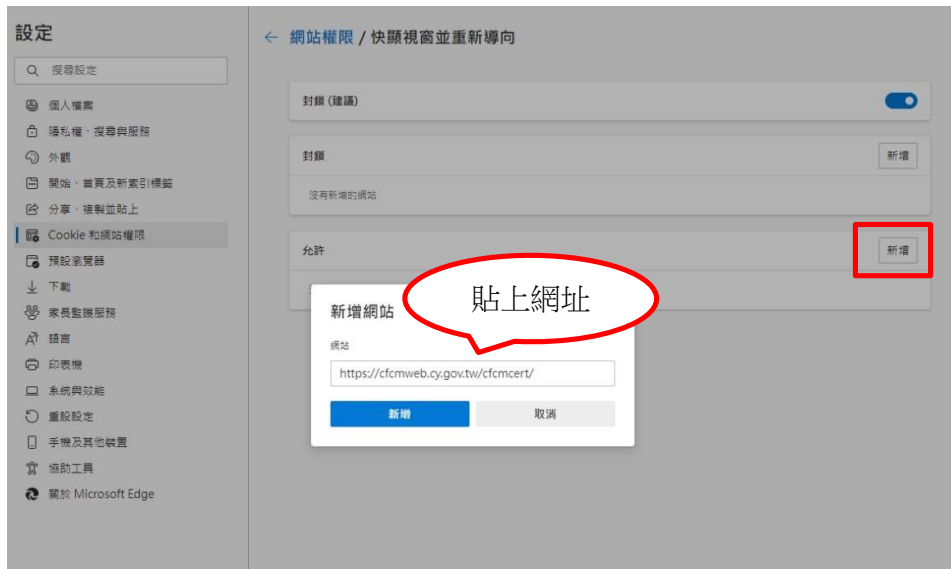 設定
搜尋設定
個人檔案
隱私權、搜尋與服務
外觀
開始、首頁及新索引標籤
分享、複製並貼上
Cookie 和網站權限
預設瀏覽器
下載
家長監護服務
語言
印表機
系統與效能
重設設定
手機及其他裝置
協助工具
關於 Microsoft Edge
← 網站權限 / 快顯視窗並重新導向
封鎖 (建議)
封鎖
新增
沒有新增的網站
允許
新增
貼上網址
新增網站
網站
https://cfcmweb.cy.gov.tw/cfcmcert/
新增
取消